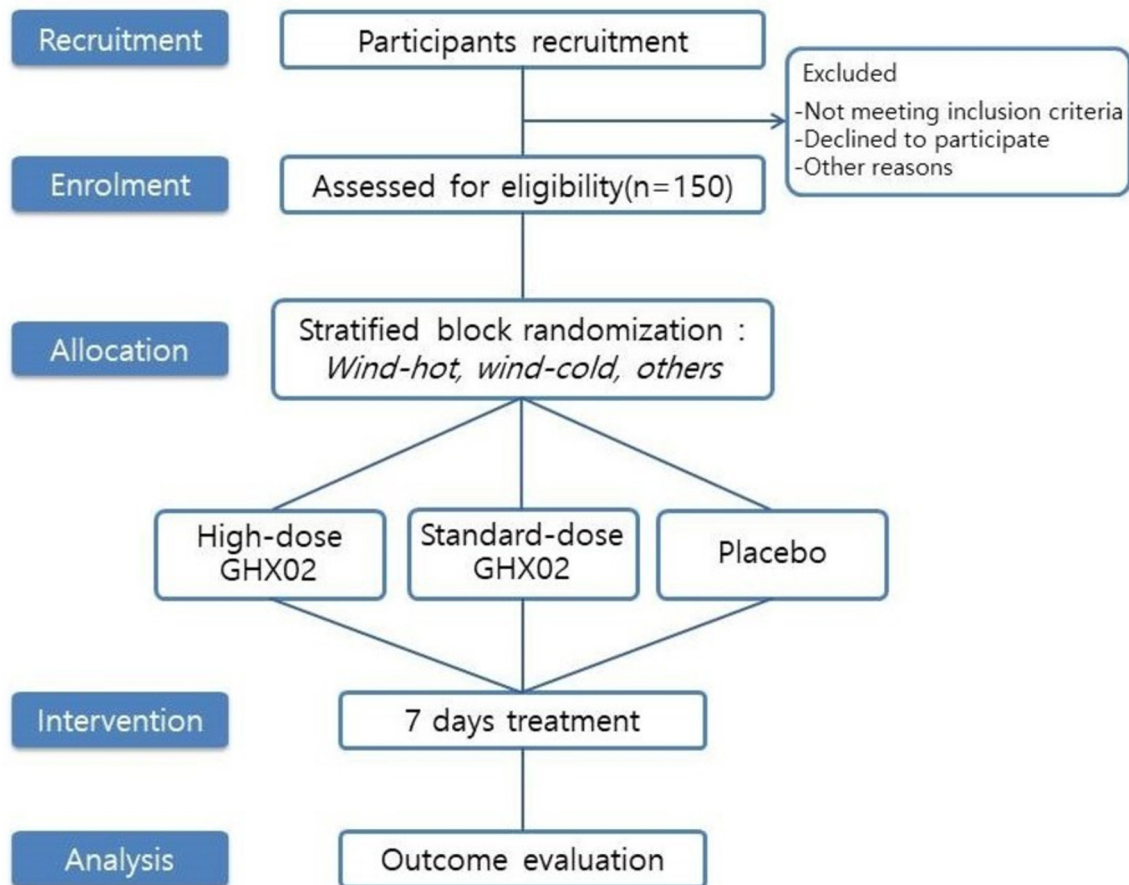 Recruitment
Participants recruitment
Excluded
-Not meeting inclusion criteria
-Declined to participate
-Other reasons
Enrolment
Assessed for eligibility(n=150)
Allocation
Stratified block randomization :
Wind-hot, wind-cold, others
High-dose
GHX02
Standard-dose
GHX02
Placebo
Intervention
7 days treatment
Analysis
Outcome evaluation